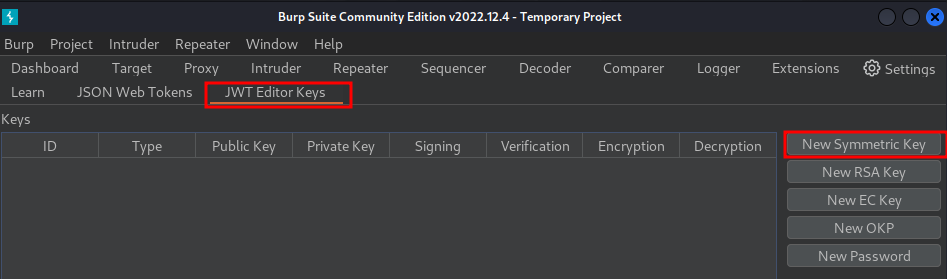 Burp Suite Community Edition v2022.12.4 - Temporary Project
Burp Project Intruder Repeater Window Help
Dashboard Target Proxy Intruder Repeater Sequencer Decoder Comparer Logger Extensions Settings
Learn JSON Web Tokens JWT Editor Keys
Keys
ID Type Public Key Private Key Signing Verification Encryption Decryption
New Symmetric Key
New RSA Key
New EC Key
New OKP
New Password